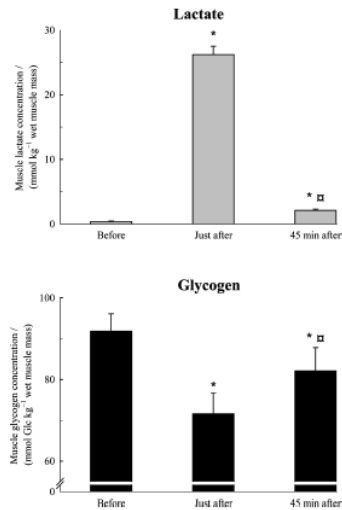 Lactate
Muscle lactate concentration /
(mmol kg⁻¹ wet muscle mass)
30
20
10
0
*
* ¤
Before
Just after
45 min after
Glycogen
Muscle glycogen concentration /
(mmol Glc kg⁻¹ wet muscle mass)
100
80
60
0
*
* ¤
Before
Just after
45 min after